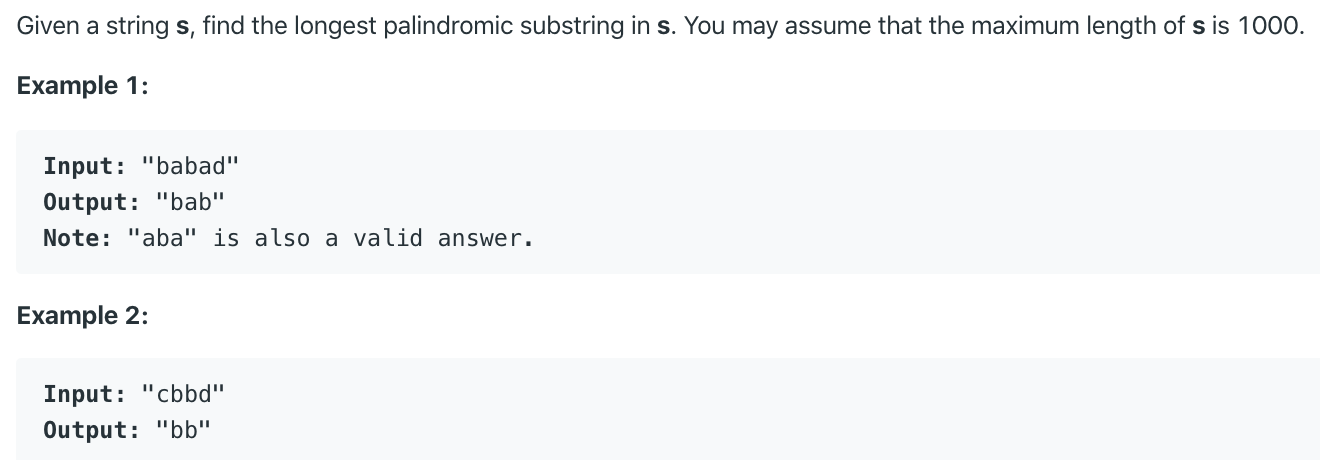 Given a string s, find the longest palindromic substring in s. You may assume that the maximum length of s is 1000.
Example 1:
Input: "babad"
Output: "bab"
Note: "aba" is also a valid answer.
Example 2:
Input: "cbbd"
Output: "bb"